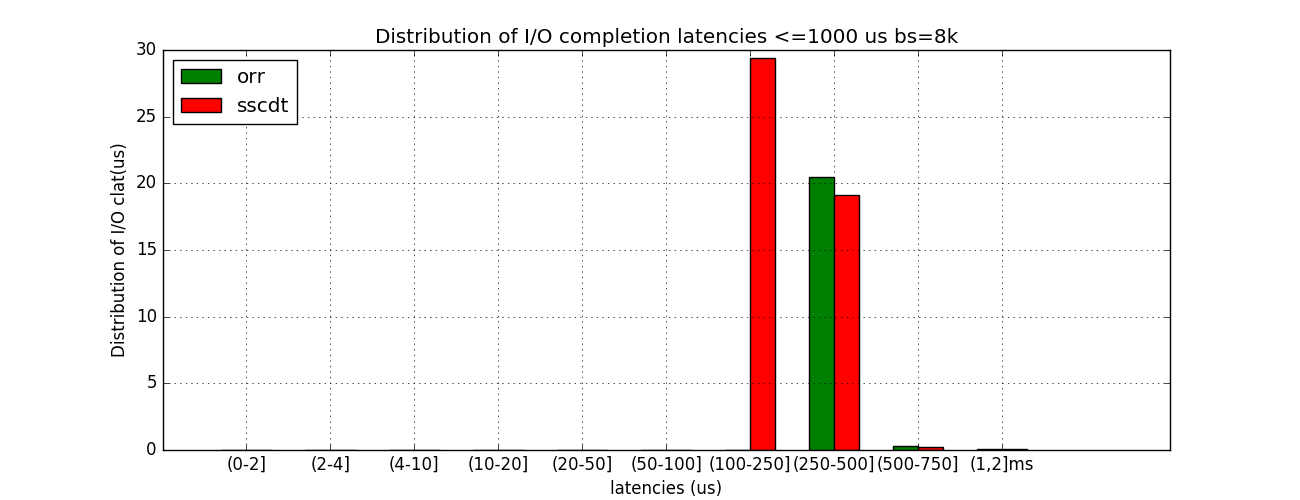 Distribution of I/O completion latencies <=1000 us bs=8k
30
25
20
15
10
5
0
Distribution of I/O clat(us)
orr
sscdt
(0-2] (2-4] (4-10] (10-20] (20-50] (50-100] (100-250] (250-500] (500-750] (1,2]ms
latencies (us)